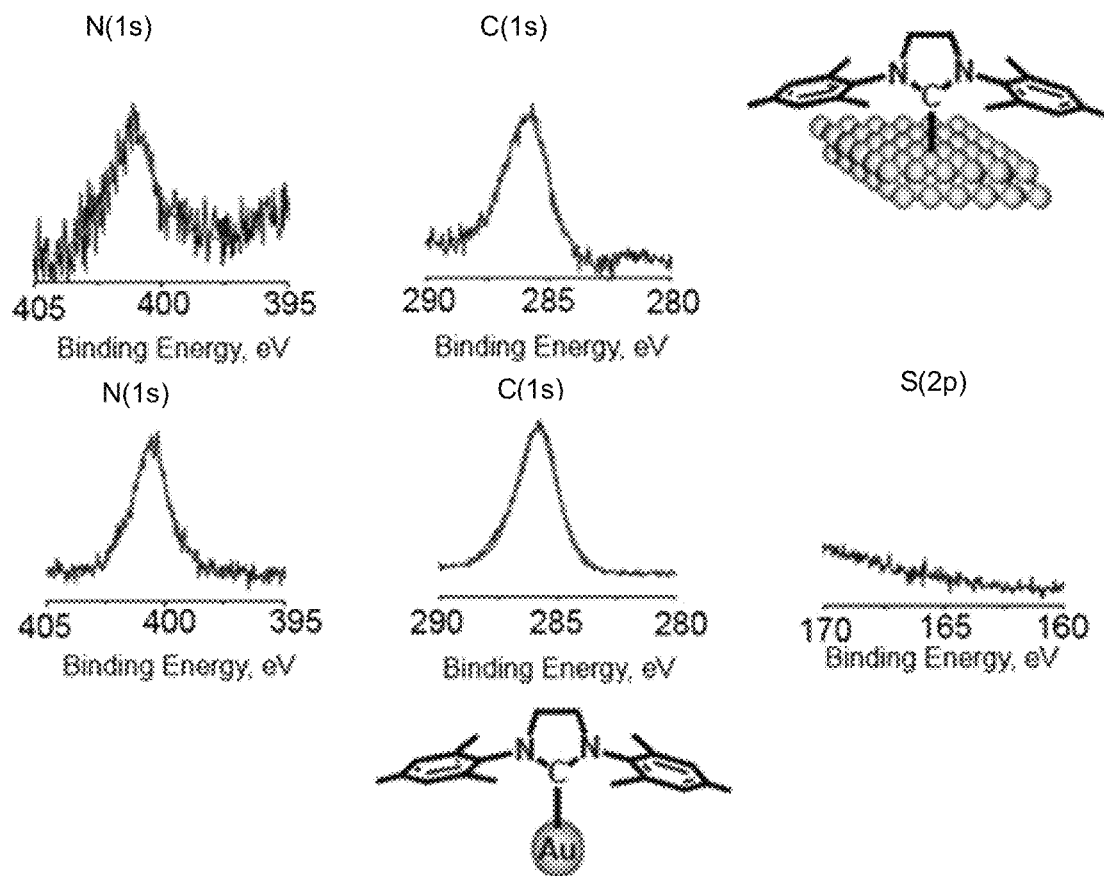 N(1s)
C(1s)
N
N
C
405
400
395
290
285
280
Binding Energy, eV
Binding Energy, eV
N(1s)
C(1s)
S(2p)
405
400
395
290
285
280
170
165
160
Binding Energy, eV
Binding Energy, eV
Binding Energy, eV
N
N
C
Au